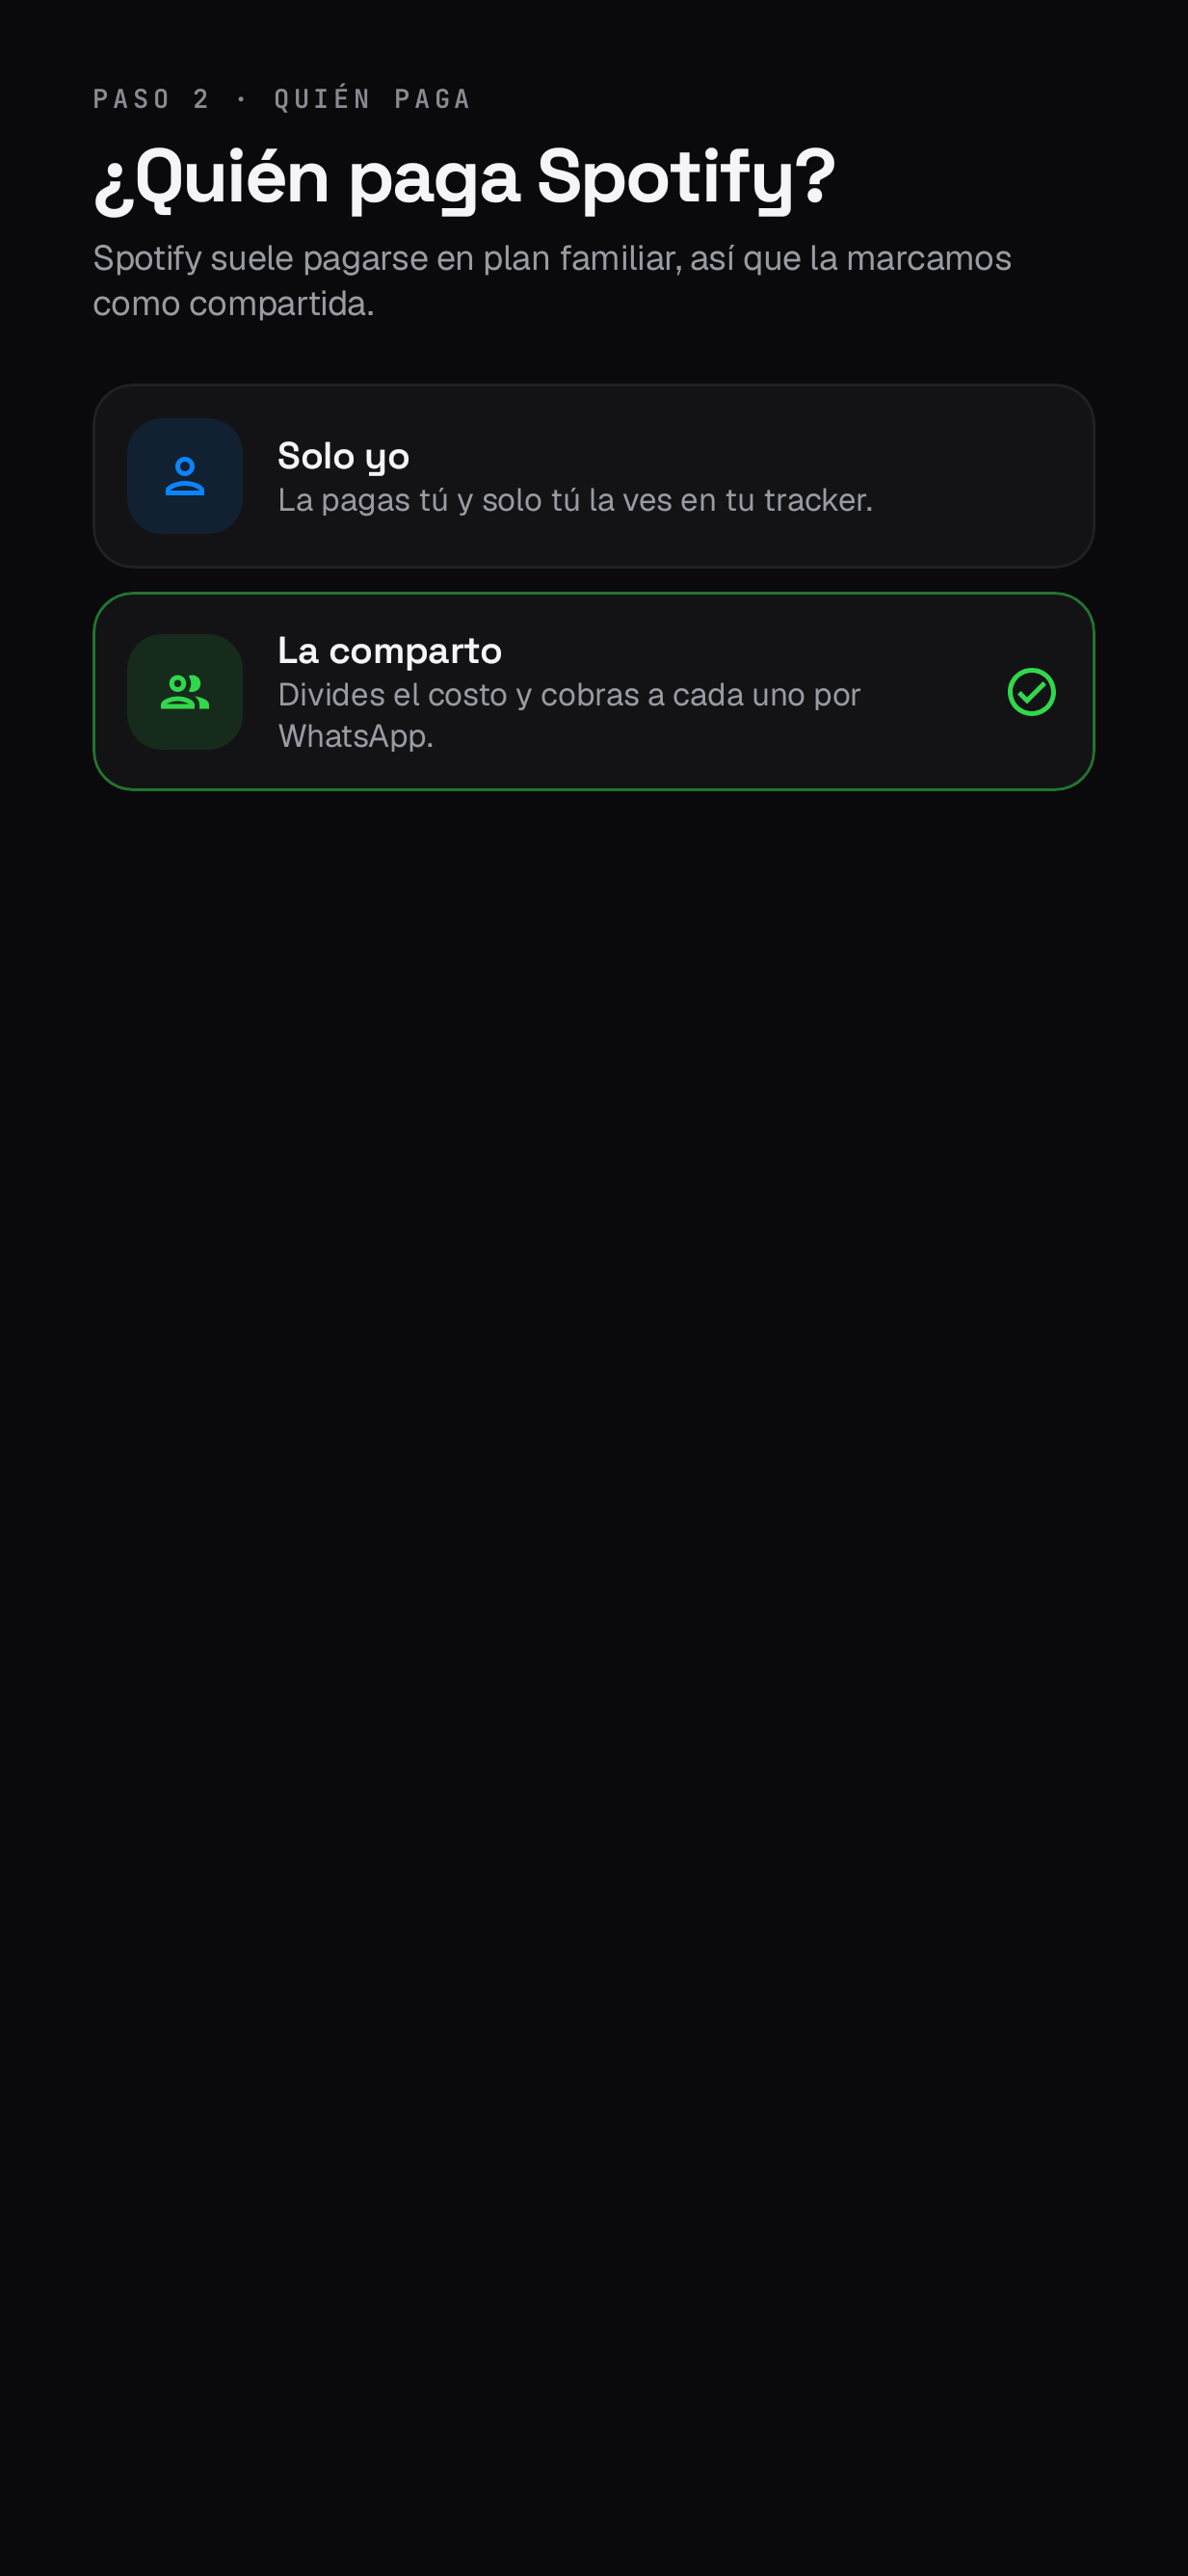 PASO 2 · QUIÉN PAGA
¿Quién paga Spotify?
Spotify suele pagarse en plan familiar, así que la marcamos
como compartida.
Solo yo
La pagas tú y solo tú la ves en tu tracker.
La comparto
Divides el costo y cobras a cada uno por
WhatsApp.